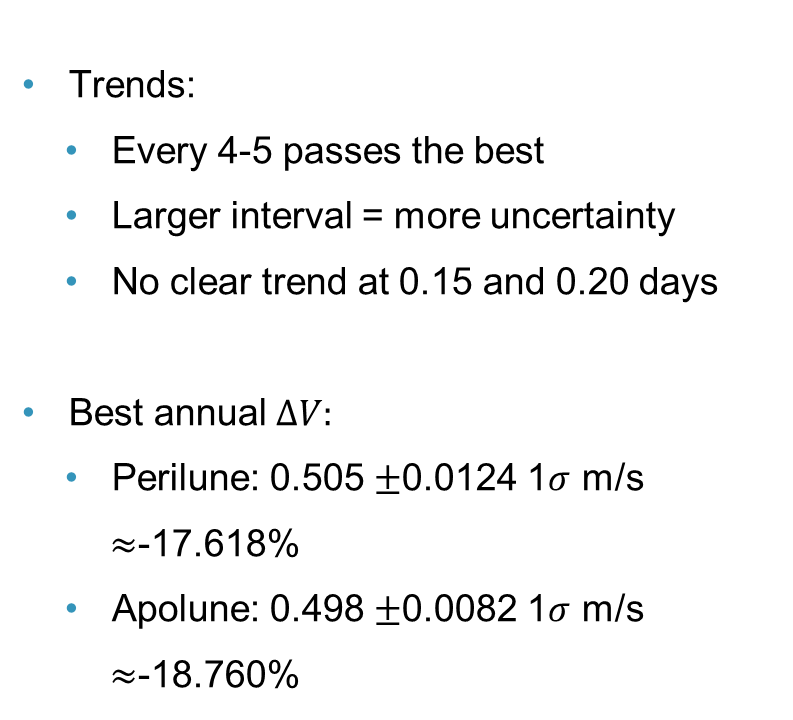 • Trends:
• Every 4-5 passes the best
• Larger interval = more uncertainty
• No clear trend at 0.15 and 0.20 days
• Best annual Δ𝑉:
• Perilune: 0.505 ±0.0124 1𝜎 m/s
≈-17.618%
• Apolune: 0.498 ±0.0082 1𝜎 m/s
≈-18.760%